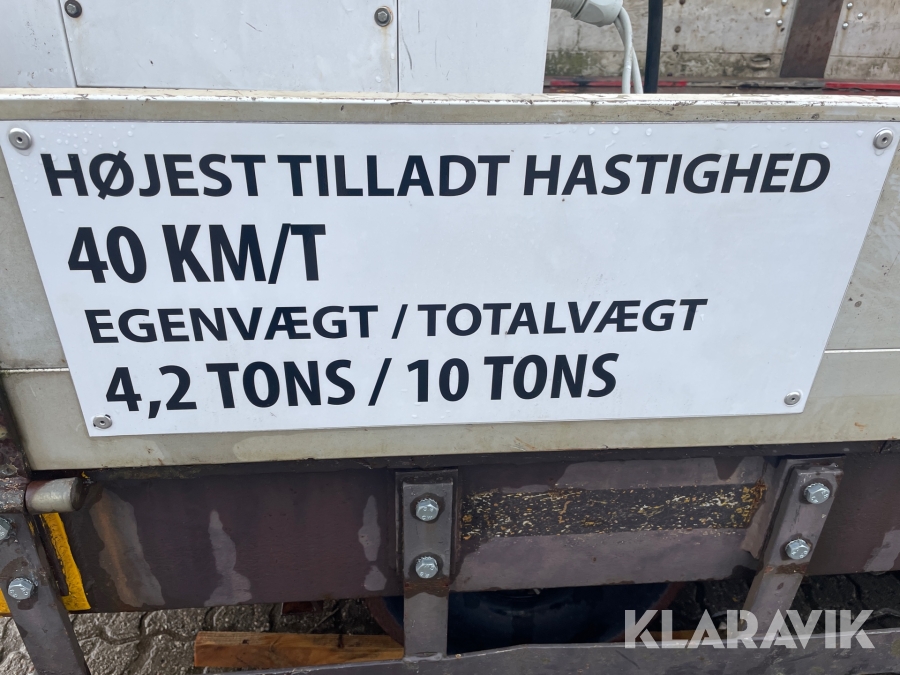 HØJEST TILLADT HASTIGHED
40 KM/T
EGENVÆGT / TOTALVÆGT
4,2 TONS / 10 TONS
KLARAVIK